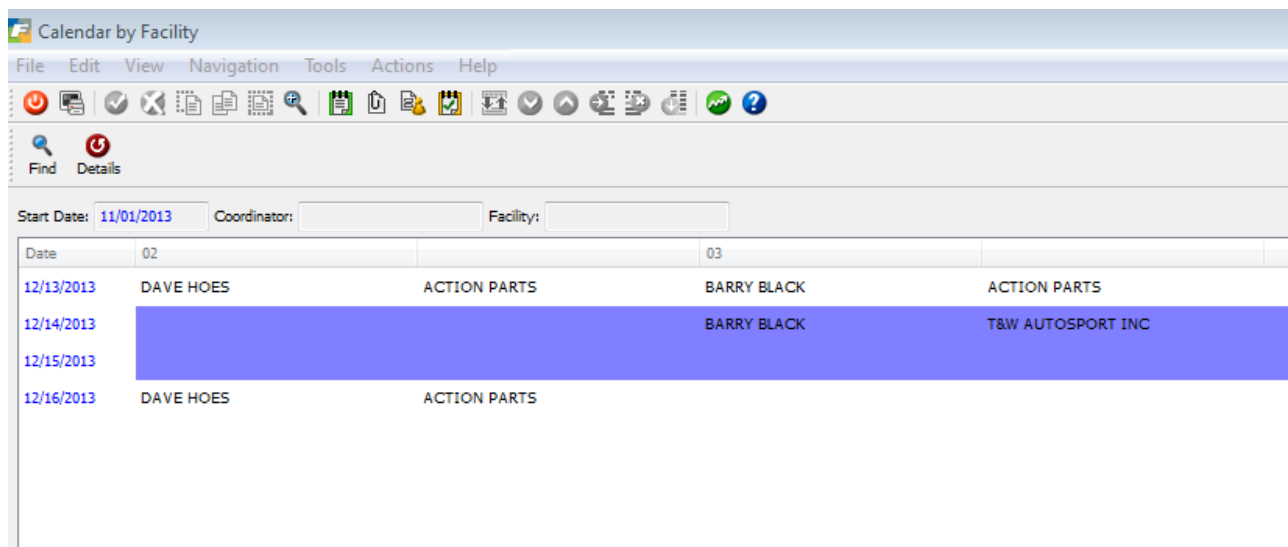 Calendar by Facility
File Edit View Navigation Tools Actions Help
Find Details
Start Date: 11/01/2013 Coordinator: Facility:
Date 02 03
12/13/2013 DAVE HOES ACTION PARTS BARRY BLACK ACTION PARTS
12/14/2013 BARRY BLACK T&W AUTOSPORT INC
12/15/2013
12/16/2013 DAVE HOES ACTION PARTS